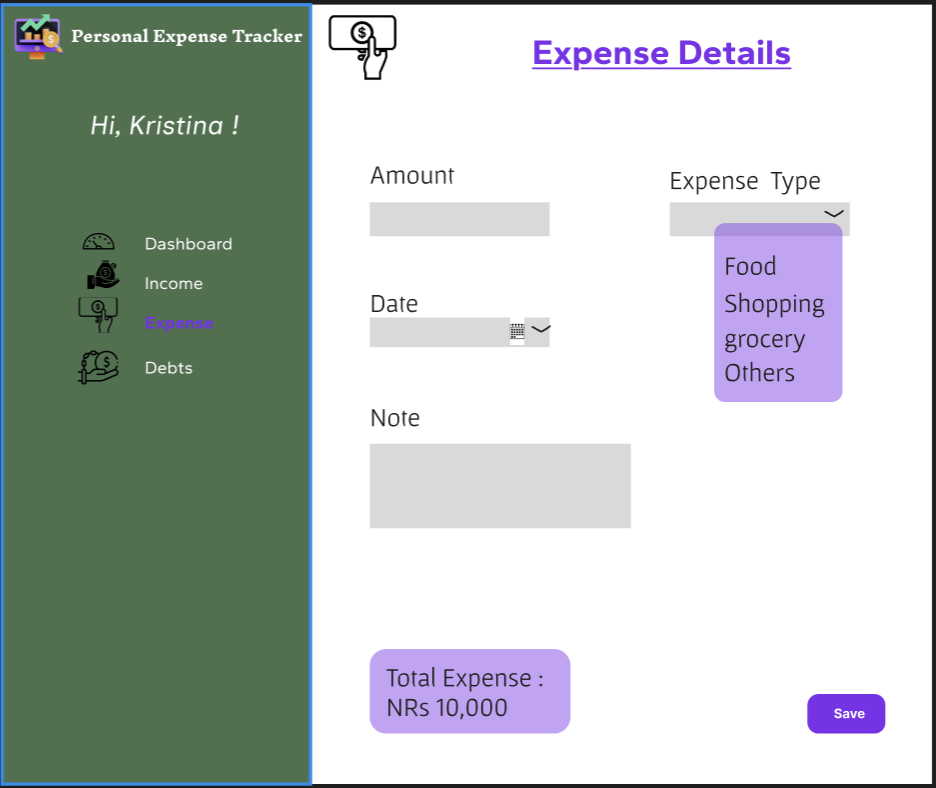 Personal Expense Tracker
Hi, Kristina !
Dashboard
Income
Expense
Debts
Expense Details
Amount
Expense Type
Food
Shopping
grocery
Others
Date
Note
Total Expense :
NRs 10,000
Save